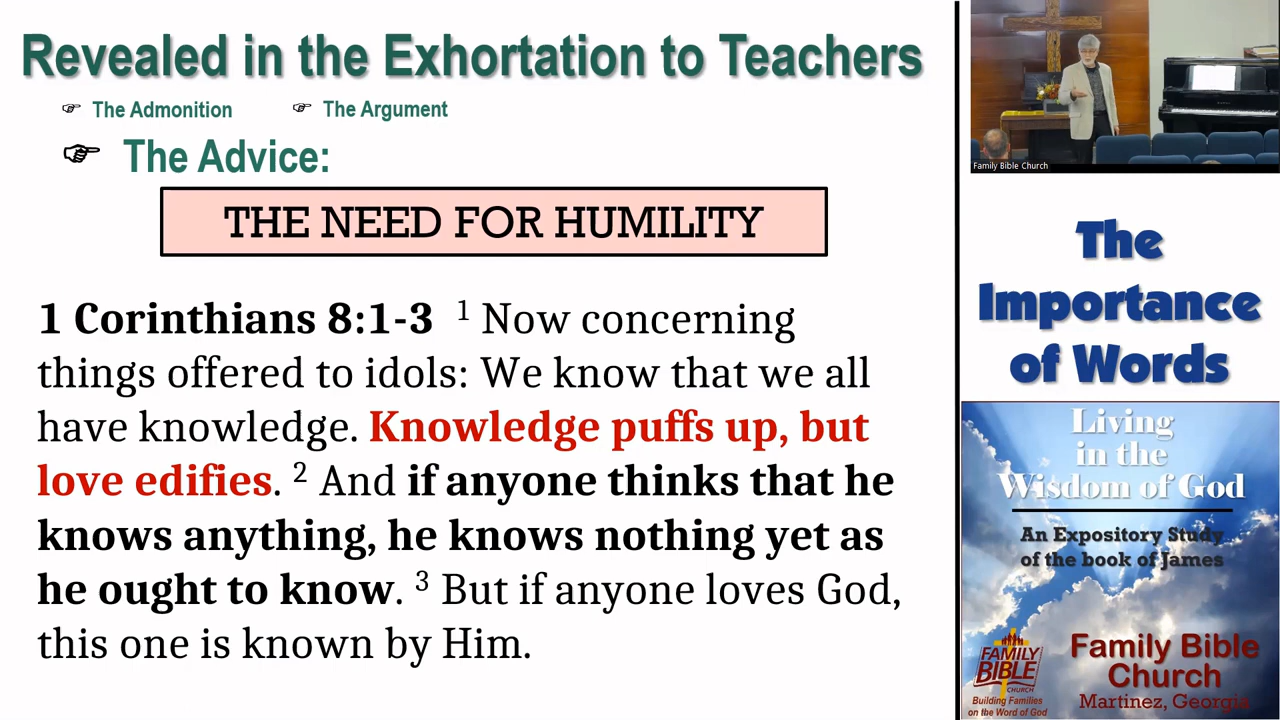 Revealed in the Exhortation to Teachers
☞ The Admonition ☞ The Argument
☞ The Advice:
THE NEED FOR HUMILITY
1 Corinthians 8:1-3 ¹ Now concerning
things offered to idols: We know that we all
have knowledge. Knowledge puffs up, but
love edifies. ² And if anyone thinks that he
knows anything, he knows nothing yet as
he ought to know. ³ But if anyone loves God,
this one is known by Him.
Family Bible Church
The
Importance
of Words
Living
in the
Wisdom of God
An Expository Study
of the book of James
FAMILY
BIBLE
CHURCH
Building Families
on the Word of God
Family Bible
Church
Martinez, Georgia